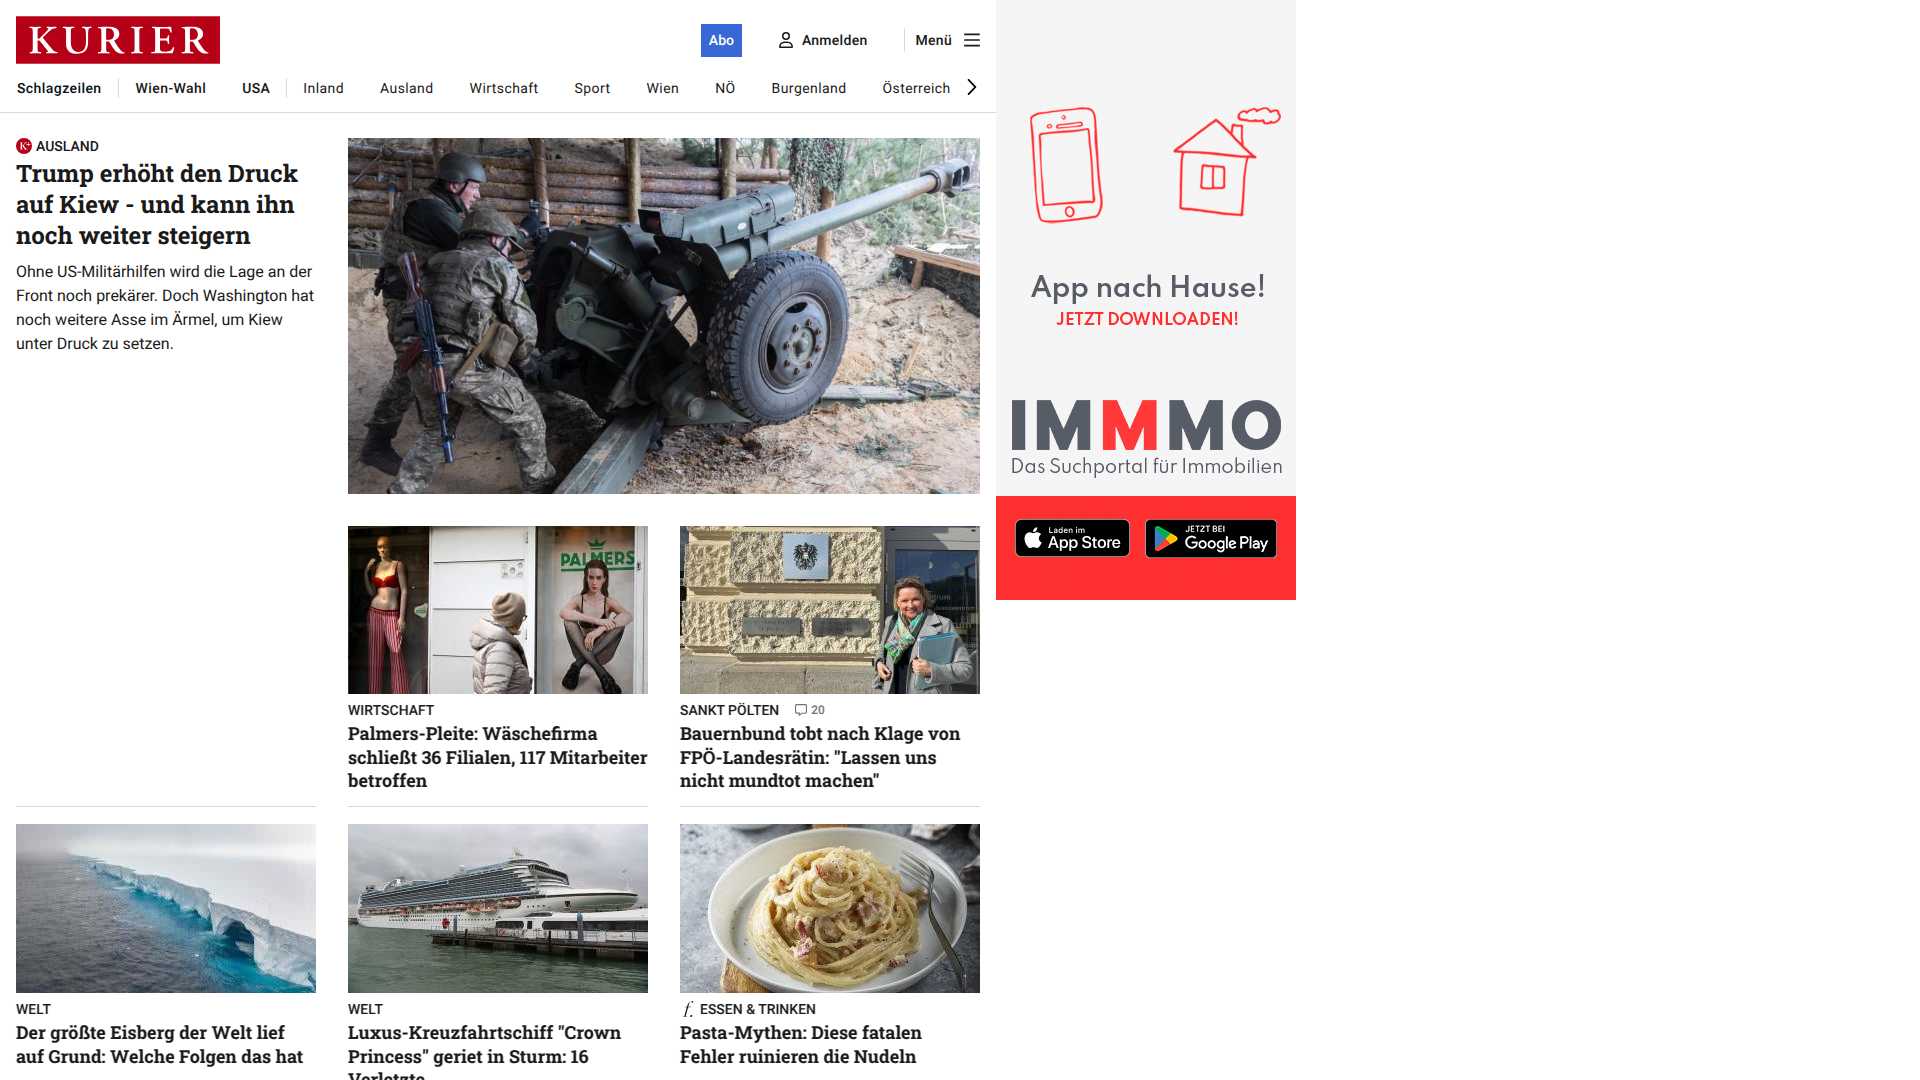 KURIER
Abo
Anmelden
Menü
Schlagzeilen
Wien-Wahl
USA
Inland
Ausland
Wirtschaft
Sport
Wien
NÖ
Burgenland
Österreich
AUSLAND
Trump erhöht den Druck
auf Kiew - und kann ihn
noch weiter steigern
Ohne US-Militärhilfen wird die Lage an der
Front noch prekärer. Doch Washington hat
noch weitere Asse im Ärmel, um Kiew
unter Druck zu setzen.
PALMERS
WIRTSCHAFT
Palmers-Pleite: Wäschefirma
schließt 36 Filialen, 117 Mitarbeiter
betroffen
SANKT PÖLTEN 20
Bauernbund tobt nach Klage von
FPÖ-Landesrätin: "Lassen uns
nicht mundtot machen"
WELT
Der größte Eisberg der Welt lief
auf Grund: Welche Folgen das hat
WELT
Luxus-Kreuzfahrtschiff "Crown
Princess" geriet in Sturm: 16
Verletzte
ESSEN & TRINKEN
Pasta-Mythen: Diese fatalen
Fehler ruinieren die Nudeln
App nach Hause!
JETZT DOWNLOADEN!
IMMMO
Das Suchportal für Immobilien
Laden im
App Store
JETZT BEI
Google Play